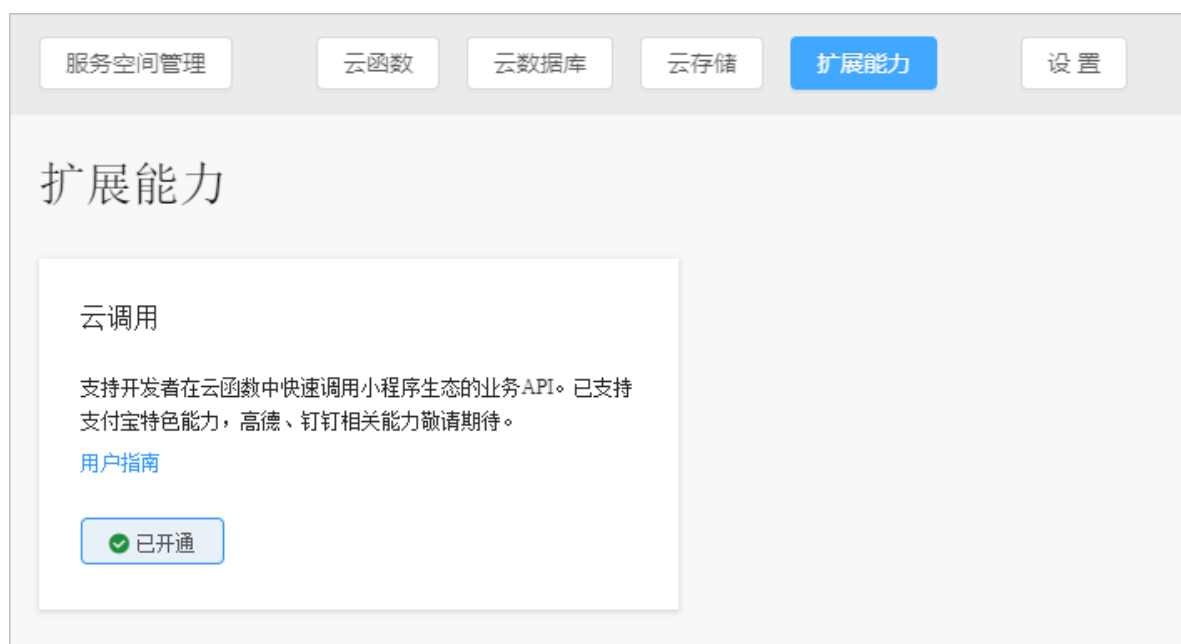 服务空间管理 云函数 云数据库 云存储 扩展能力 设 置
扩展能力
云调用
支持开发者在云函数中快速调用小程序生态的业务API。已支持
支付宝特色能力，高德、钉钉相关能力敬请期待。
用户指南
已开通